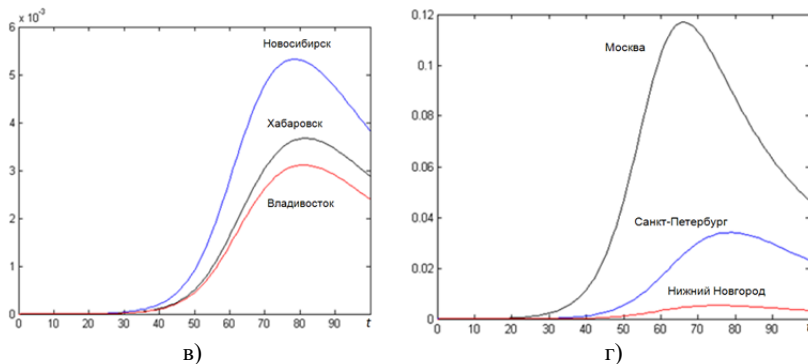 6 x 10⁻³
Новосибирск
5
4
Хабаровск
3
Владивосток
2
1
0
0 10 20 30 40 50 60 70 80 90 t
в)
0.12
Москва
0.1
0.08
0.06
0.04
Санкт-Петербург
0.02
Нижний Новгород
0
0 10 20 30 40 50 60 70 80 90
г)